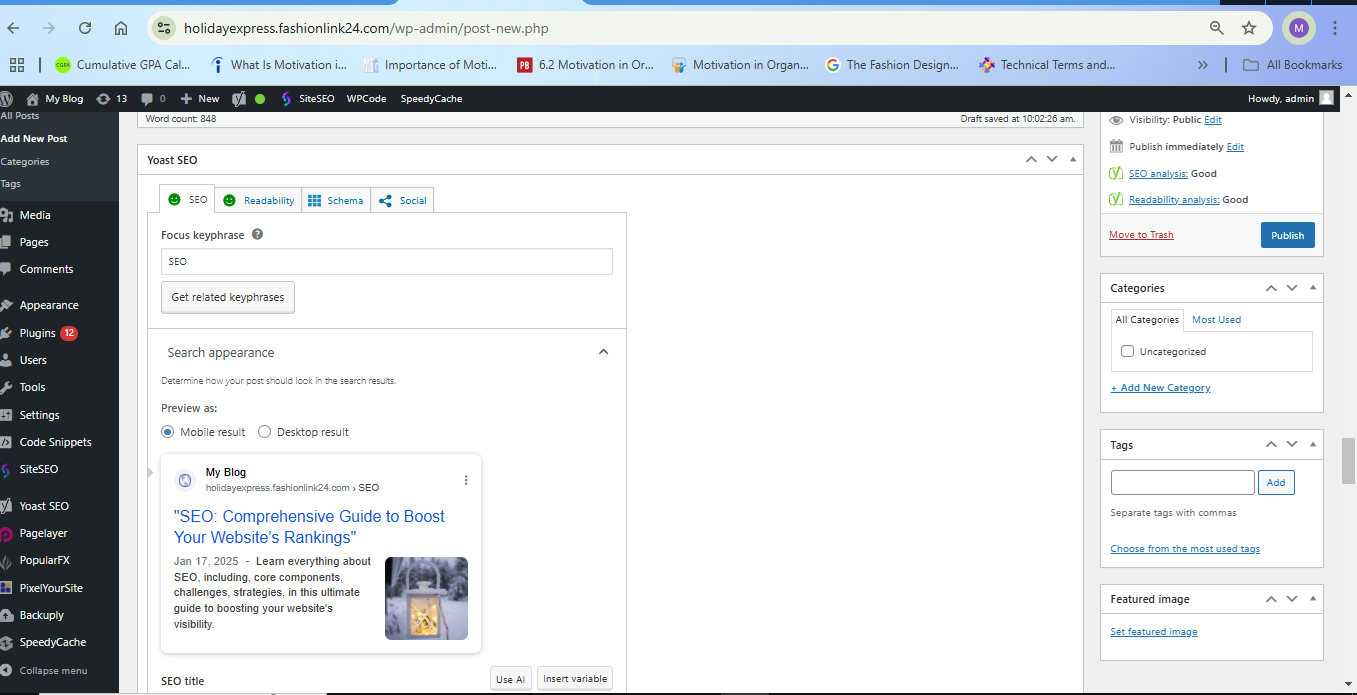 holidayexpress.fashionlink24.com/wp-admin/post-new.php
M
CGPA Cumulative GPA Cal...
What Is Motivation i...
Importance of Moti...
PB 6.2 Motivation in Or...
Motivation in Organ...
The Fashion Design...
Technical Terms and...
All Bookmarks
My Blog 13 0 New SiteSEO WPCode SpeedyCache Howdy, admin
All Posts
Add New Post
Categories
Tags
Media
Pages
Comments
Appearance
Plugins 12
Users
Tools
Settings
Code Snippets
SiteSEO
Yoast SEO
Pagelayer
PopularFX
PixelYourSite
Backuply
SpeedyCache
Collapse menu
Word count: 848 Draft saved at 10:02:26 am.
Yoast SEO
SEO Readability Schema Social
Focus keyphrase ?
SEO
Get related keyphrases
Search appearance
Determine how your post should look in the search results.
Preview as:
Mobile result Desktop result
My Blog
holidayexpress.fashionlink24.com › SEO
"SEO: Comprehensive Guide to Boost
Your Website's Rankings"
Jan 17, 2025 - Learn everything about
SEO, including, core components,
challenges, strategies, in this ultimate
guide to boosting your website's
visibility.
SEO title Use AI Insert variable
Visibility: Public Edit
Publish immediately Edit
SEO analysis: Good
Readability analysis: Good
Move to Trash Publish
Categories
All Categories Most Used
Uncategorized
+ Add New Category
Tags
Add
Separate tags with commas
Choose from the most used tags
Featured image
Set featured image